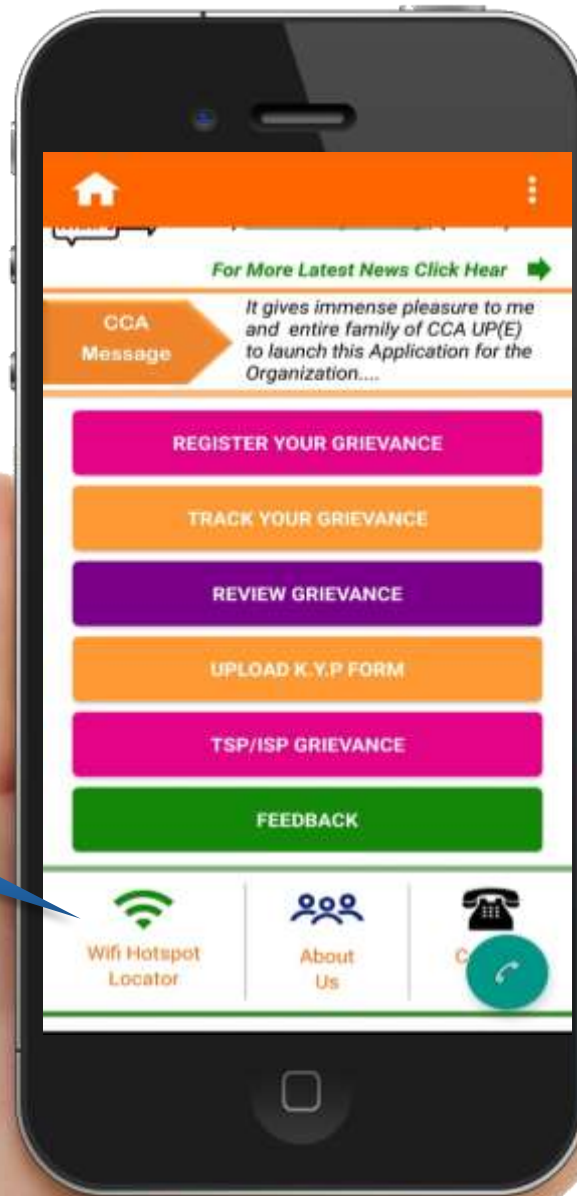 For More Latest News Click Hear
CCA
Message
It gives immense pleasure to me
and entire family of CCA UP(E)
to launch this Application for the
Organization....
REGISTER YOUR GRIEVANCE
TRACK YOUR GRIEVANCE
REVIEW GRIEVANCE
UPLOAD K.Y.P FORM
TSP/ISP GRIEVANCE
FEEDBACK
Wifi Hotspot
Locator
About
Us